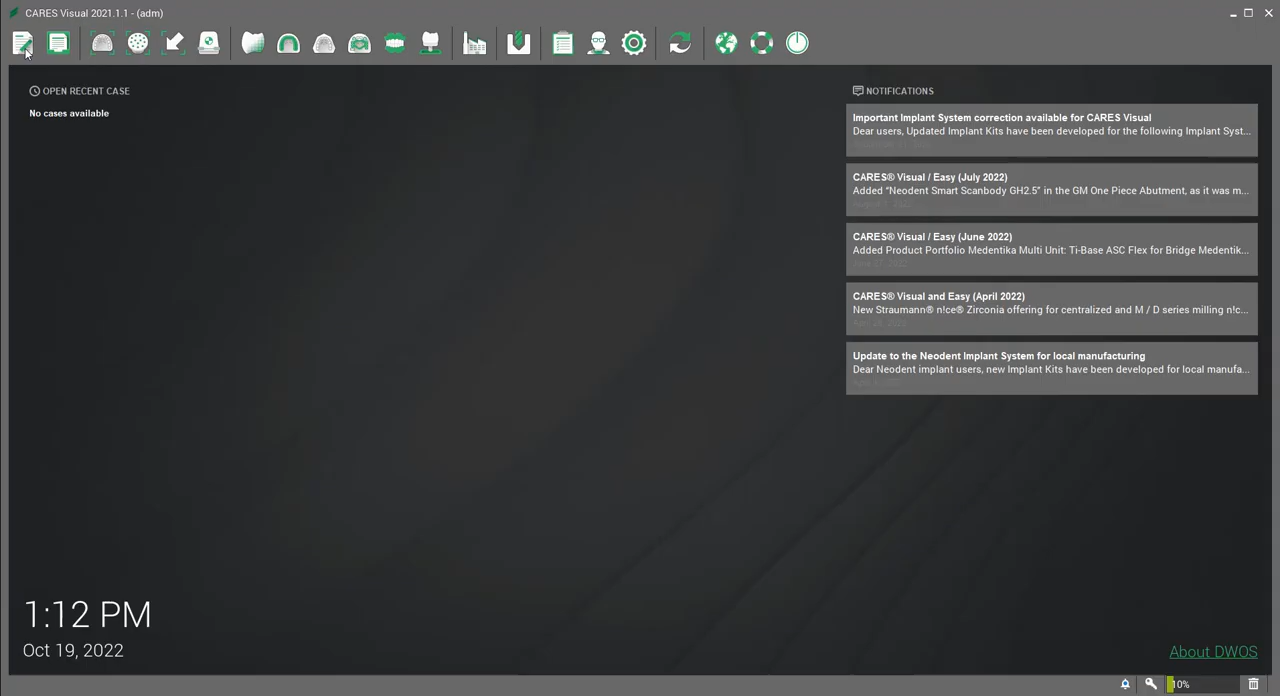 CARES Visual 2021.1.1 - (adm)
OPEN RECENT CASE
No cases available
NOTIFICATIONS
Important Implant System correction available for CARES Visual
Dear users, Updated Implant Kits have been developed for the following Implant Syst...
CARES® Visual / Easy (July 2022)
Added “Neodent Smart Scanbody GH2.5” in the GM One Piece Abutment, as it was m...
CARES® Visual / Easy (June 2022)
Added Product Portfolio Medentika Multi Unit: Ti-Base ASC Flex for Bridge Medentik...
CARES® Visual and Easy (April 2022)
New Straumann® n!ce® Zirconia offering for centralized and M / D series milling n!c...
Update to the Neodent Implant System for local manufacturing
Dear Neodent implant users, new Implant Kits have been developed for local manufa...
1:12 PM
Oct 19, 2022
About DWOS
10%